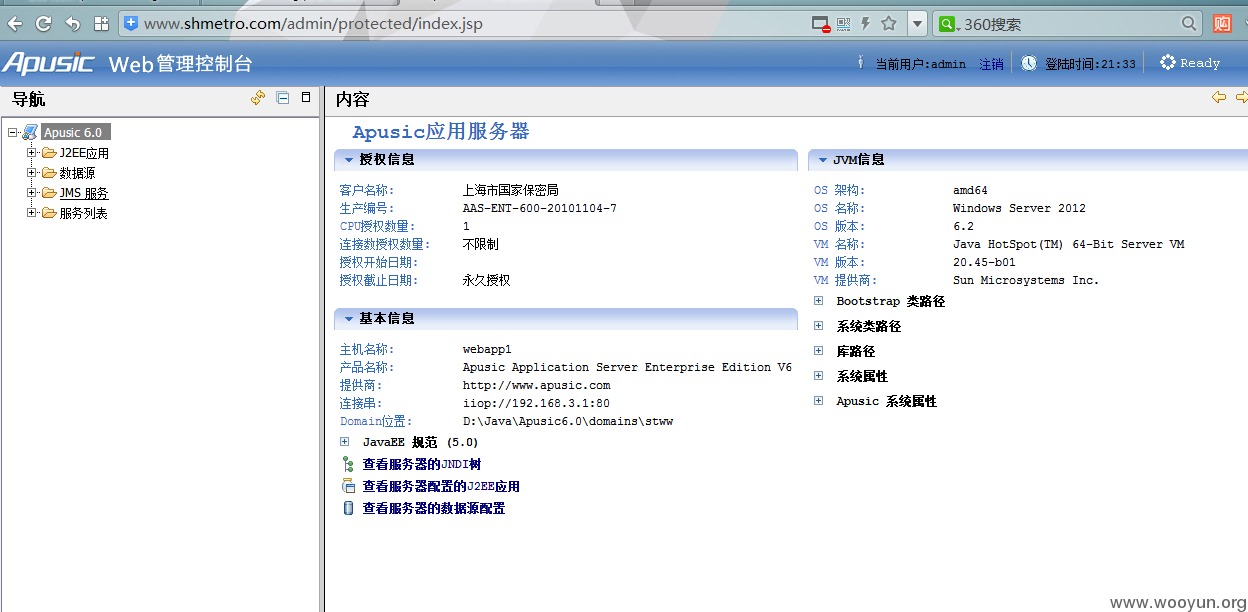 www.shmetro.com/admin/protected/index.jsp
360搜索
购
Apusic Web管理控制台
当前用户:admin 注销 登陆时间:21:33 Ready
导航
内容
Apusic 6.0
J2EE应用
数据源
JMS 服务
服务列表
Apusic应用服务器
授权信息
客户名称: 上海市国家保密局
生产编号: AAS-ENT-600-20101104-7
CPU授权数量: 1
连接数授权数量: 不限制
授权开始日期:
授权截止日期: 永久授权
基本信息
主机名称: webapp1
产品名称: Apusic Application Server Enterprise Edition V6
提供商: http://www.apusic.com
连接串: iiop://192.168.3.1:80
Domain位置: D:\Java\Apusic6.0\domains\stww
JavaEE 规范 (5.0)
查看服务器的JNDI树
查看服务器配置的J2EE应用
查看服务器的数据源配置
JVM信息
OS 架构: amd64
OS 名称: Windows Server 2012
OS 版本: 6.2
VM 名称: Java HotSpot(TM) 64-Bit Server VM
VM 版本: 20.45-b01
VM 提供商: Sun Microsystems Inc.
Bootstrap 类路径
系统类路径
库路径
系统属性
Apusic 系统属性
www.wooyun.org